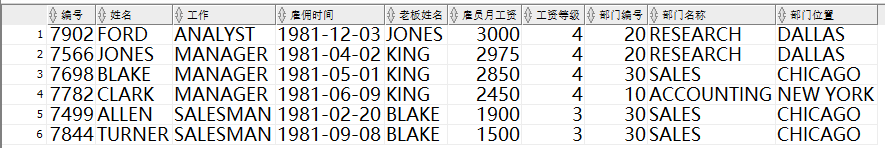 编号 姓名 工作 雇佣时间 老板姓名 雇员月工资 工资等级 部门编号 部门名称 部门位置
1 7902 FORD ANALYST 1981-12-03 JONES 3000 4 20 RESEARCH DALLAS
2 7566 JONES MANAGER 1981-04-02 KING 2975 4 20 RESEARCH DALLAS
3 7698 BLAKE MANAGER 1981-05-01 KING 2850 4 30 SALES CHICAGO
4 7782 CLARK MANAGER 1981-06-09 KING 2450 4 10 ACCOUNTING NEW YORK
5 7499 ALLEN SALESMAN 1981-02-20 BLAKE 1900 3 30 SALES CHICAGO
6 7844 TURNER SALESMAN 1981-09-08 BLAKE 1500 3 30 SALES CHICAGO